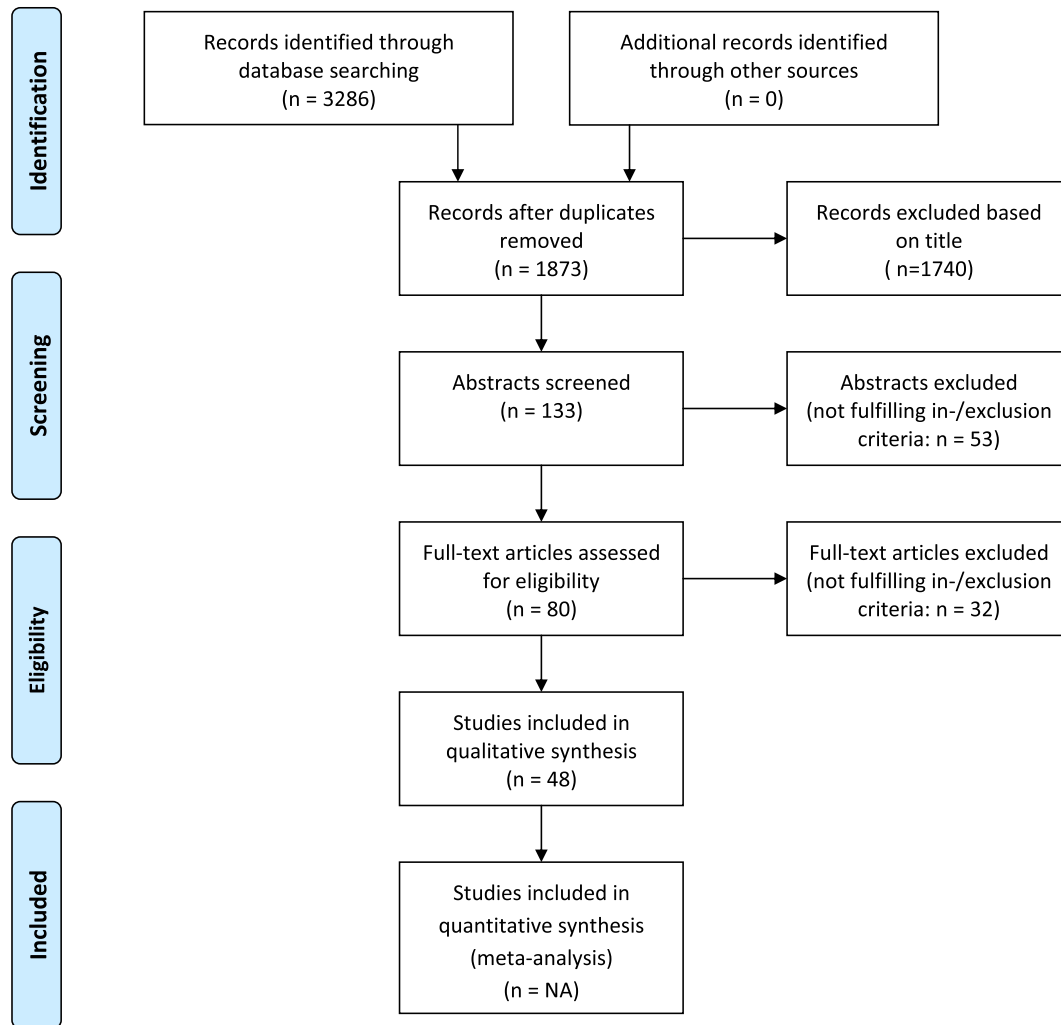 Identification
Records identified through
database searching
(n = 3286)
Additional records identified
through other sources
(n = 0)
Records after duplicates
removed
(n = 1873)
Records excluded based
on title
( n=1740)
Screening
Abstracts screened
(n = 133)
Abstracts excluded
(not fulfilling in-/exclusion
criteria: n = 53)
Eligibility
Full-text articles assessed
for eligibility
(n = 80)
Full-text articles excluded
(not fulfilling in-/exclusion
criteria: n = 32)
Studies included in
qualitative synthesis
(n = 48)
Included
Studies included in
quantitative synthesis
(meta-analysis)
(n = NA)